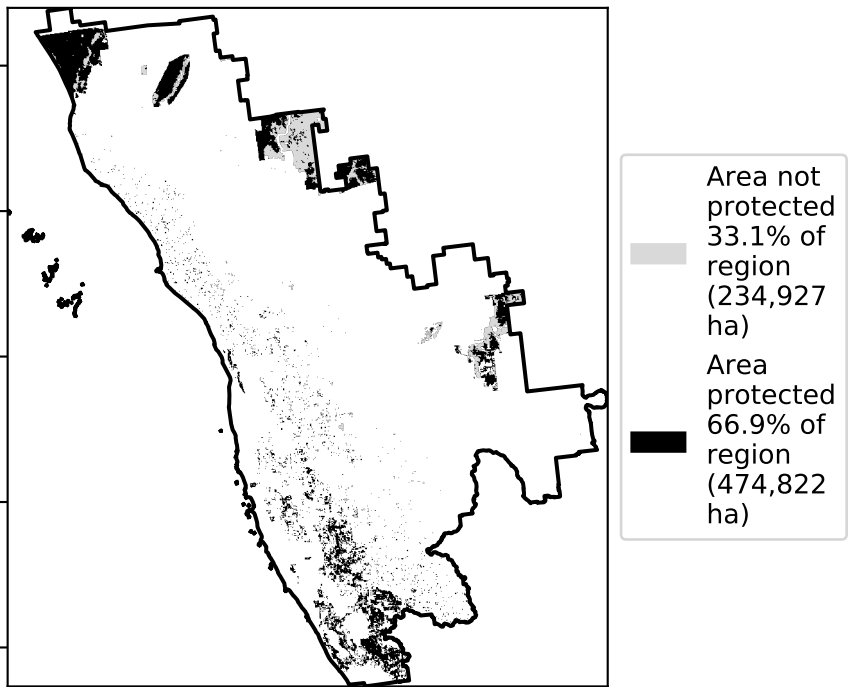 Area not
protected
33.1% of
region
(234,927
ha)
Area
protected
66.9% of
region
(474,822
ha)